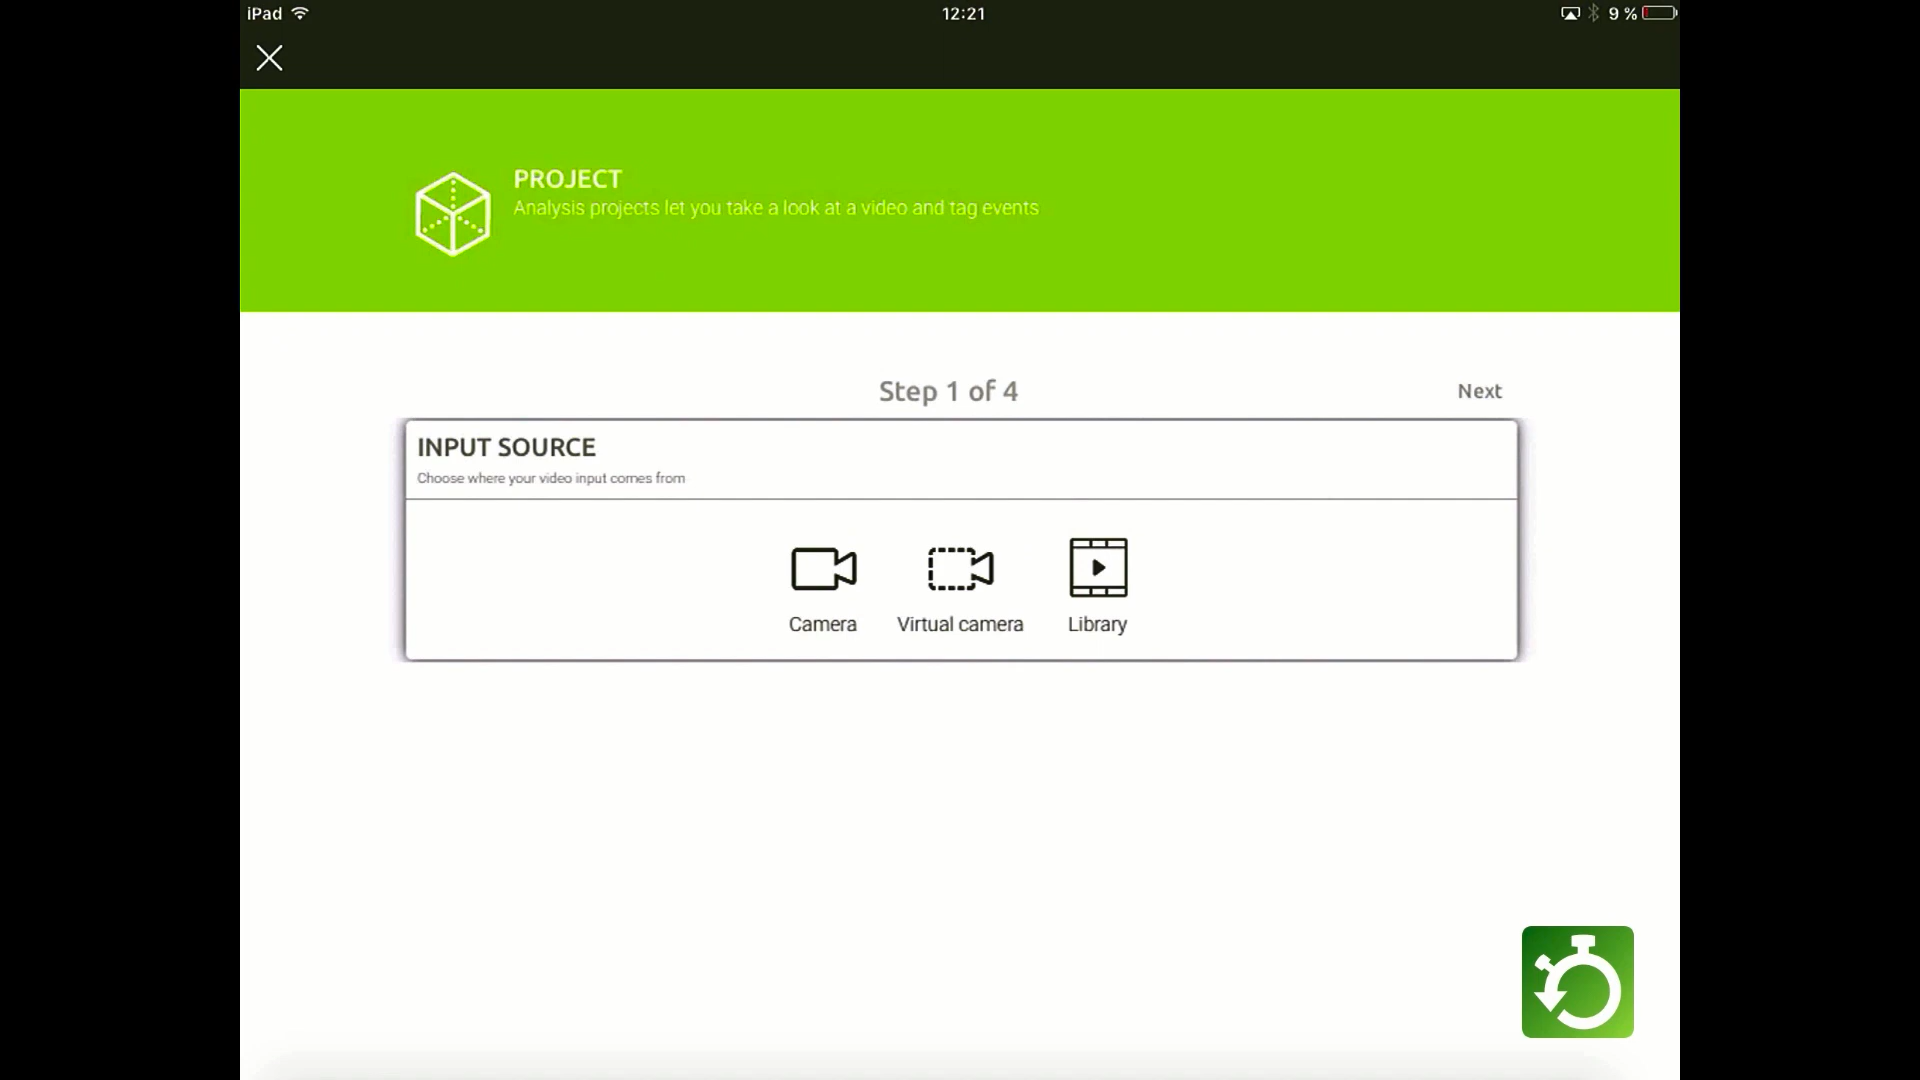 iPad
12:21
9 %
PROJECT
Analysis projects let you take a look at a video and tag events
Step 1 of 4
Next
INPUT SOURCE
Choose where your video input comes from
Camera
Virtual camera
Library